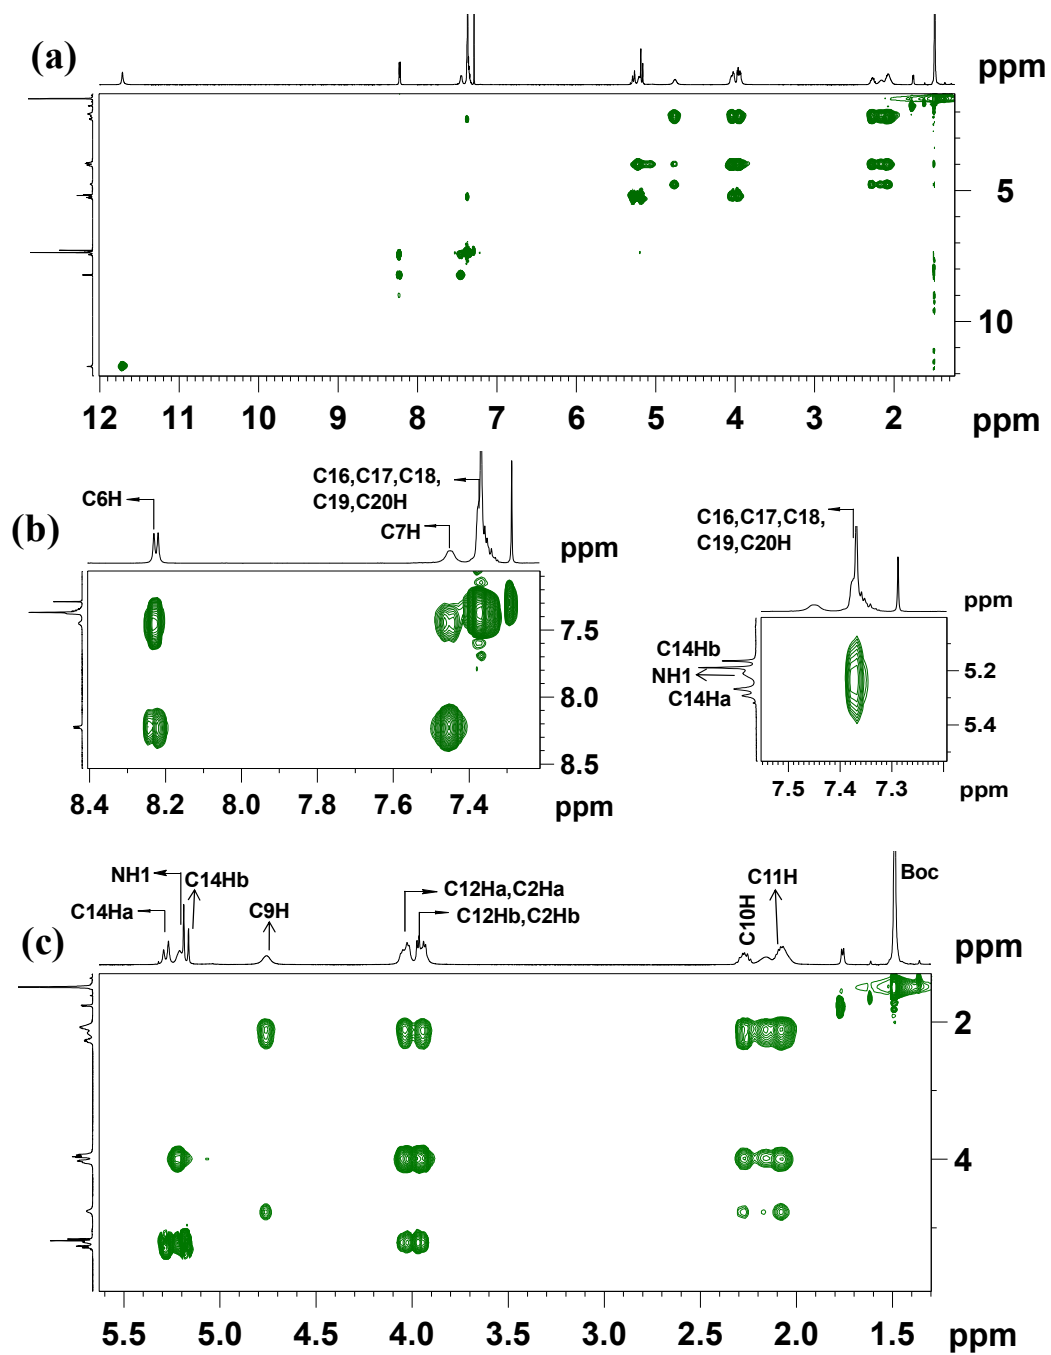 (a)
ppm
5
10
12 11 10 9 8 7 6 5 4 3 2 ppm
(b)
C6H
C16,C17,C18,
C19,C20H
C7H
ppm
7.5
8.0
8.5
8.4 8.2 8.0 7.8 7.6 7.4 ppm
C16,C17,C18,
C19,C20H
ppm
C14Hb
NH1
C14Ha
5.2
5.4
7.5 7.4 7.3 ppm
(c)
NH1
C14Hb
C14Ha
C9H
C12Ha,C2Ha
C12Hb,C2Hb
C10H
C11H
Boc
ppm
2
4
5.5 5.0 4.5 4.0 3.5 3.0 2.5 2.0 1.5 ppm